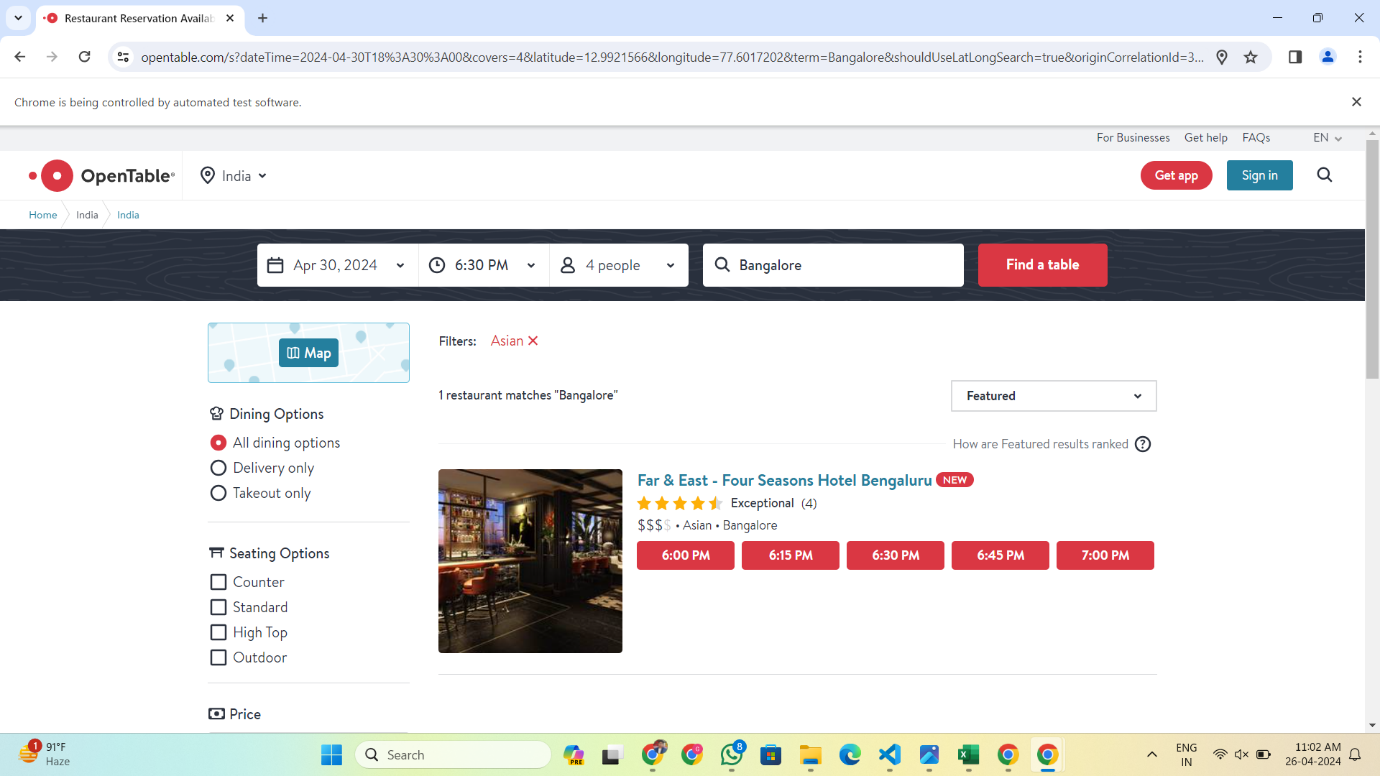 Restaurant Reservation Availab
opentable.com/s?dateTime=2024-04-30T18%3A30%3A00&covers=4&latitude=12.9921566&longitude=77.6017202&term=Bangalore&shouldUseLatLongSearch=true&originCorrelationId=3...
Chrome is being controlled by automated test software.
For Businesses Get help FAQs EN
OpenTable® India Get app Sign in
Home India India
Apr 30, 2024 6:30 PM 4 people Bangalore Find a table
Map
Filters: Asian
1 restaurant matches "Bangalore"
Featured
How are Featured results ranked ?
Dining Options
All dining options
Delivery only
Takeout only
Seating Options
Counter
Standard
High Top
Outdoor
Price
Far & East - Four Seasons Hotel Bengaluru NEW
Exceptional (4)
$$$$ • Asian • Bangalore
6:00 PM 6:15 PM 6:30 PM 6:45 PM 7:00 PM
1 91°F
Haze
Search
PRE
8
ENG
IN
11:02 AM
26-04-2024